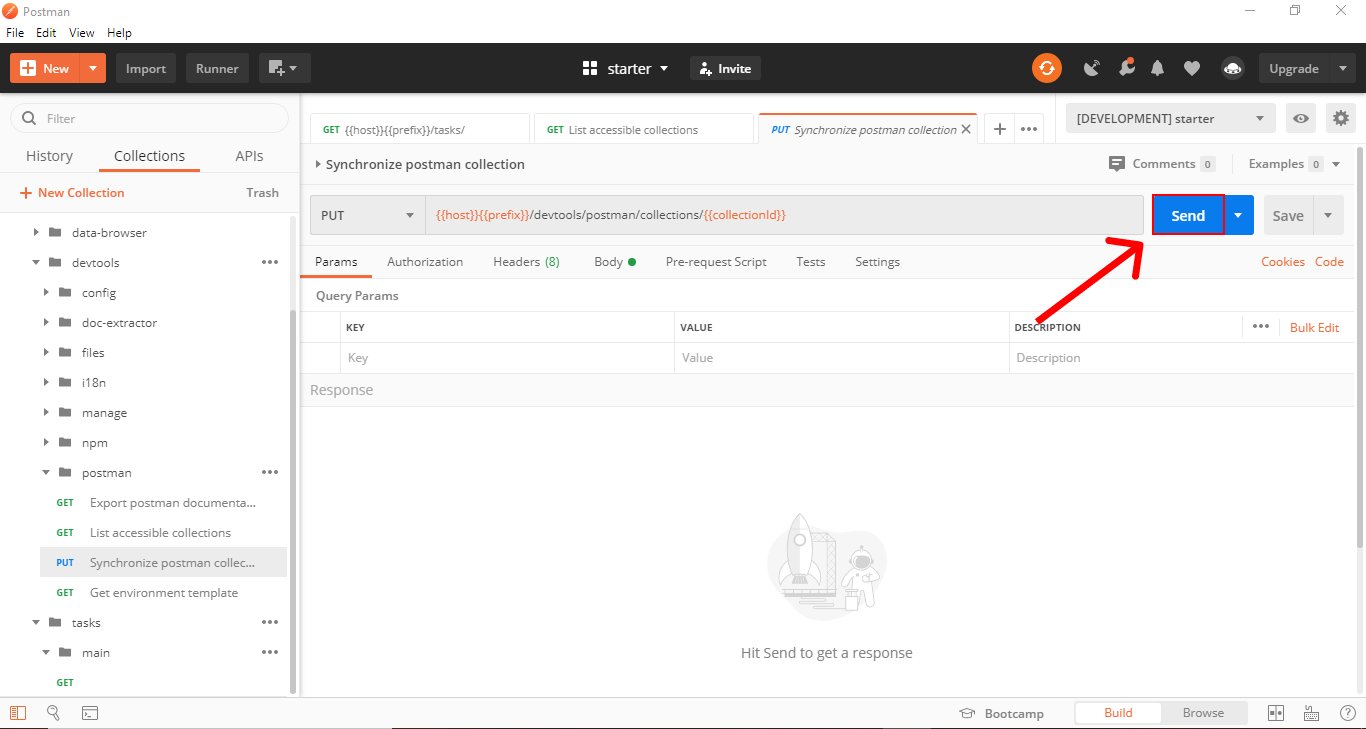 Postman
File Edit View Help
New Import Runner starter Invite Upgrade
Filter
History Collections APIs
New Collection Trash
data-browser
devtools
config
doc-extractor
files
i18n
manage
npm
postman
GET Export postman documenta...
GET List accessible collections
PUT Synchronize postman collec...
GET Get environment template
tasks
main
GET
GET {{host}}{{prefix}}/tasks/ GET List accessible collections PUT Synchronize postman collection [DEVELOPMENT] starter
Synchronize postman collection Comments 0 Examples 0
PUT {{host}}{{prefix}}/devtools/postman/collections/{{collectionId}} Send Save
Params Authorization Headers (8) Body Pre-request Script Tests Settings Cookies Code
Query Params
KEY VALUE DESCRIPTION Bulk Edit
Key Value Description
Response
Hit Send to get a response
Bootcamp Build Browse